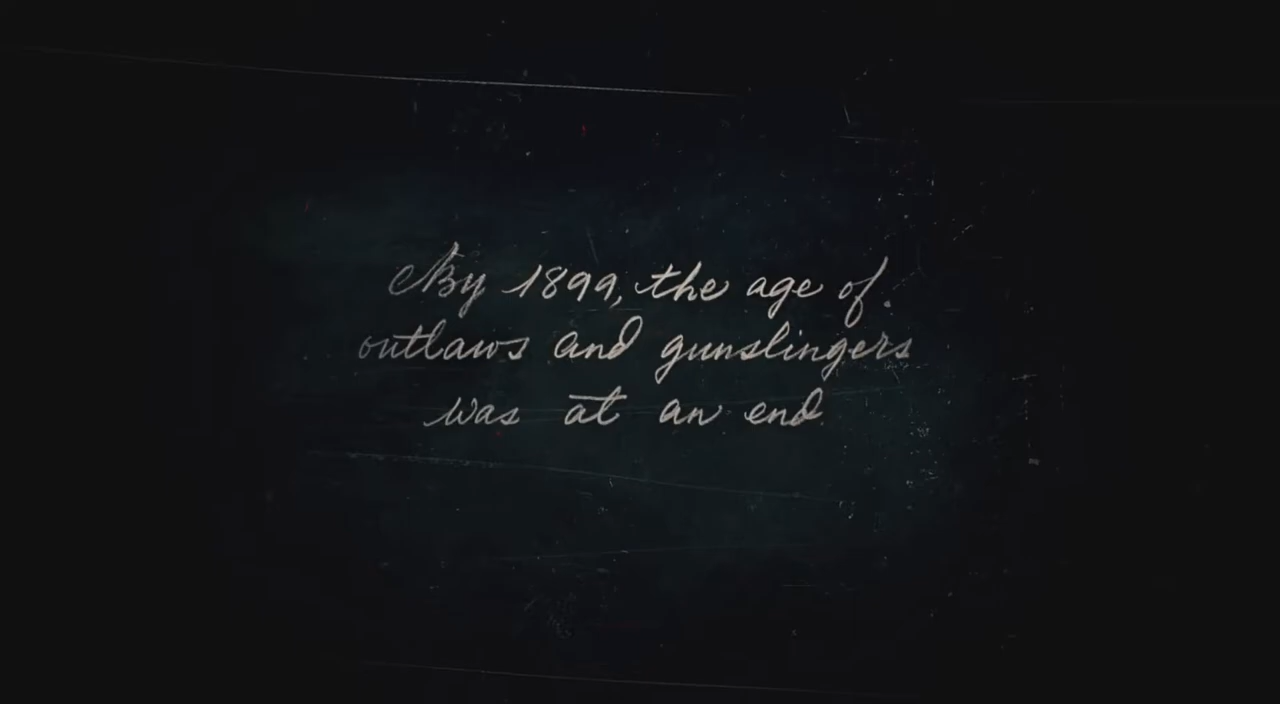 By 1899, the age of
outlaws and gunslingers
was at an end